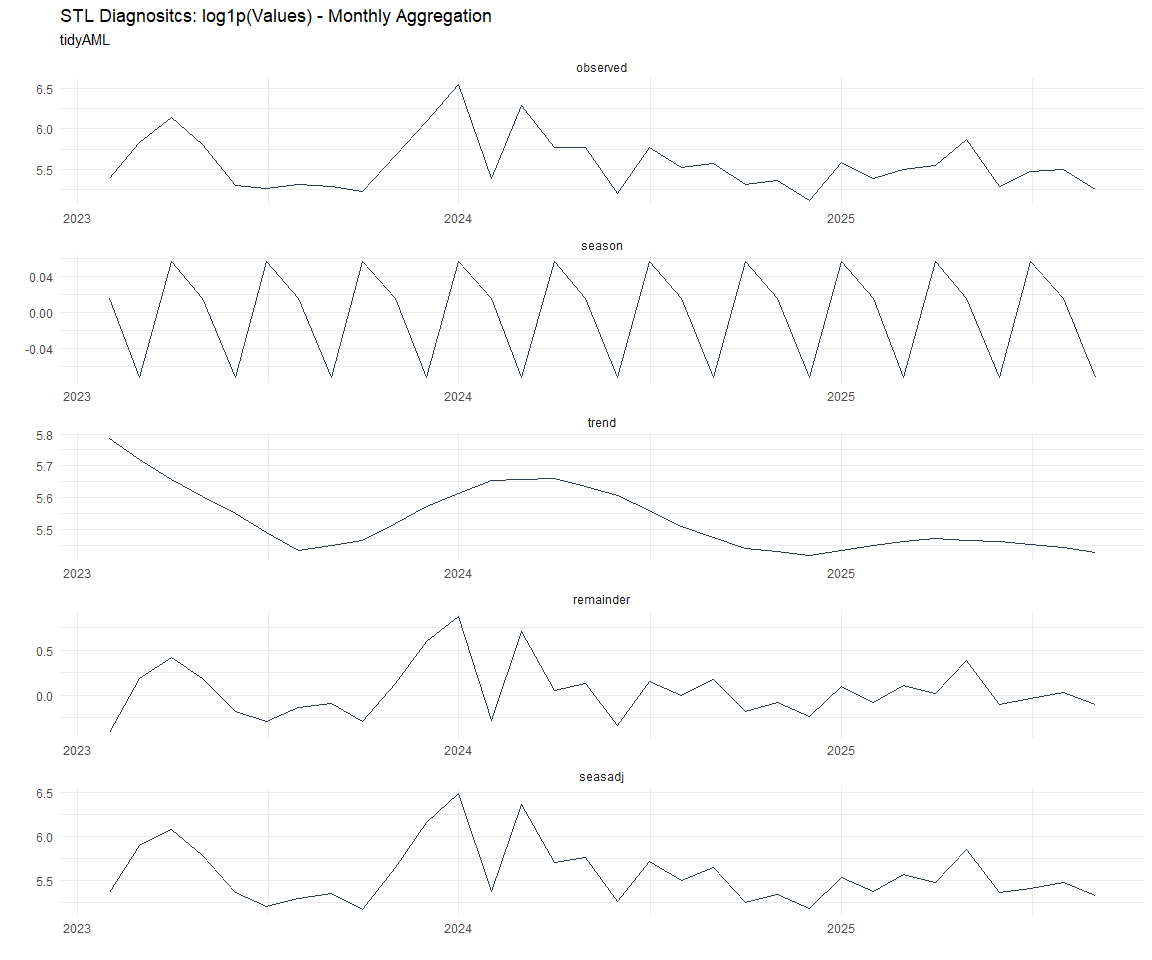 STL Diagnositcs: log1p(Values) - Monthly Aggregation
tidyAML
observed
6.5
6.0
5.5
2023 2024 2025
season
0.04
0.00
-0.04
2023 2024 2025
trend
5.8
5.7
5.6
5.5
2023 2024 2025
remainder
0.5
0.0
2023 2024 2025
seasadj
6.5
6.0
5.5
2023 2024 2025